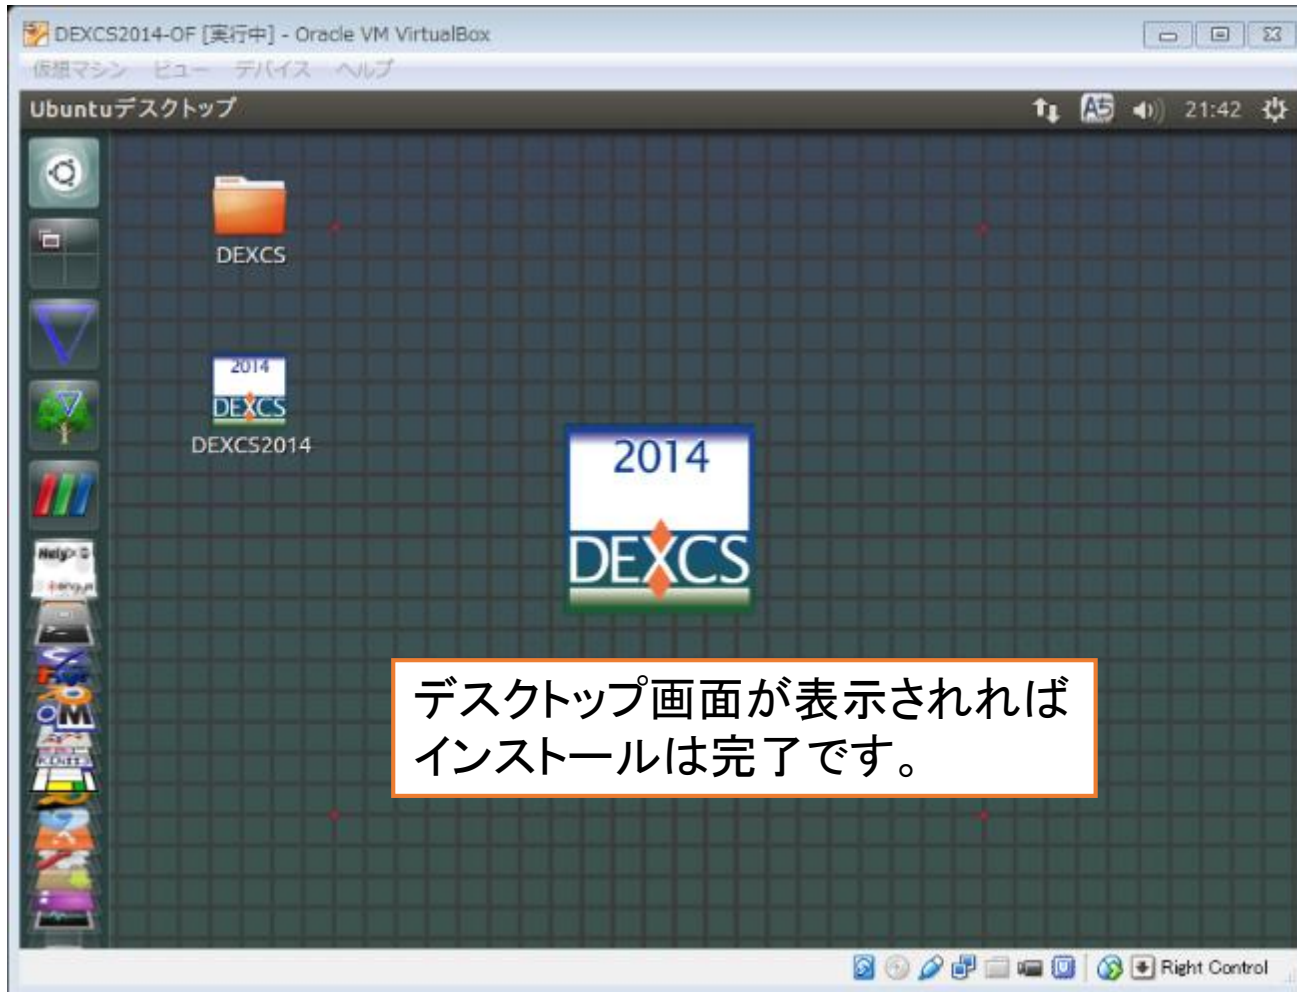 DEXCS2014-OF [実行中] - Oracle VM VirtualBox
仮想マシン ビュー デバイス ヘルプ
Ubuntuデスクトップ
21:42
DEXCS
2014
DEXCS
DEXCS2014
2014
DEXCS
デスクトップ画面が表示されれば
インストールは完了です。
Right Control